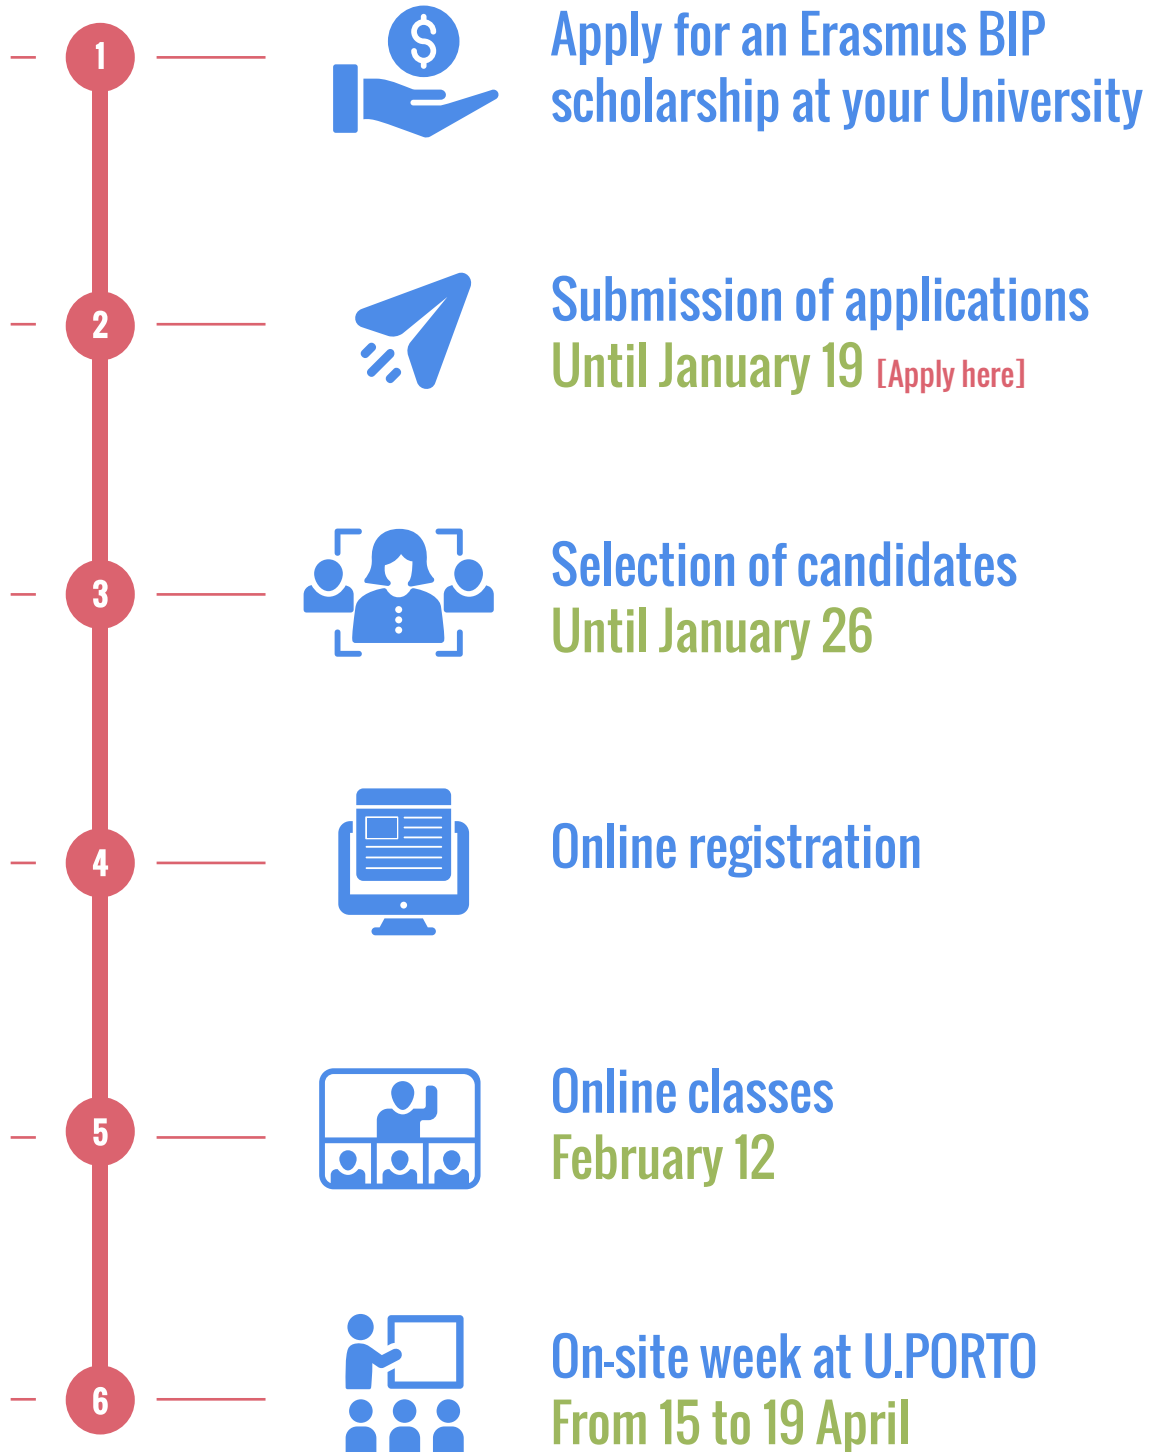 1
Apply for an Erasmus BIP
scholarship at your University
2
Submission of applications
Until January 19 [Apply here]
3
Selection of candidates
Until January 26
4
Online registration
5
Online classes
February 12
6
On-site week at U.PORTO
From 15 to 19 April